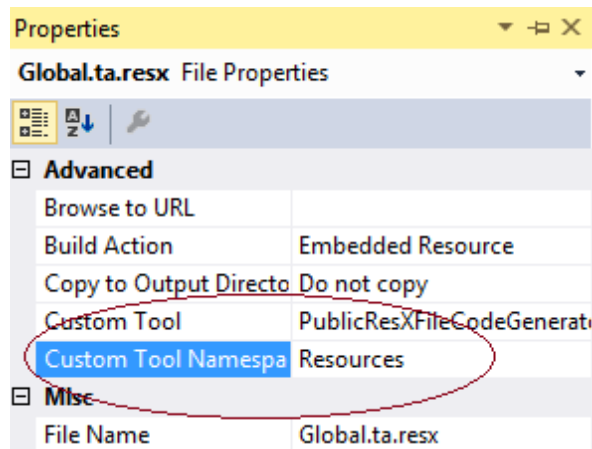 Properties
Global.ta.resx File Properties
Advanced
Browse to URL
Build Action Embedded Resource
Copy to Output Directo Do not copy
Custom Tool PublicResXFileCodeGenerat
Custom Tool Namespa Resources
Misc
File Name Global.ta.resx